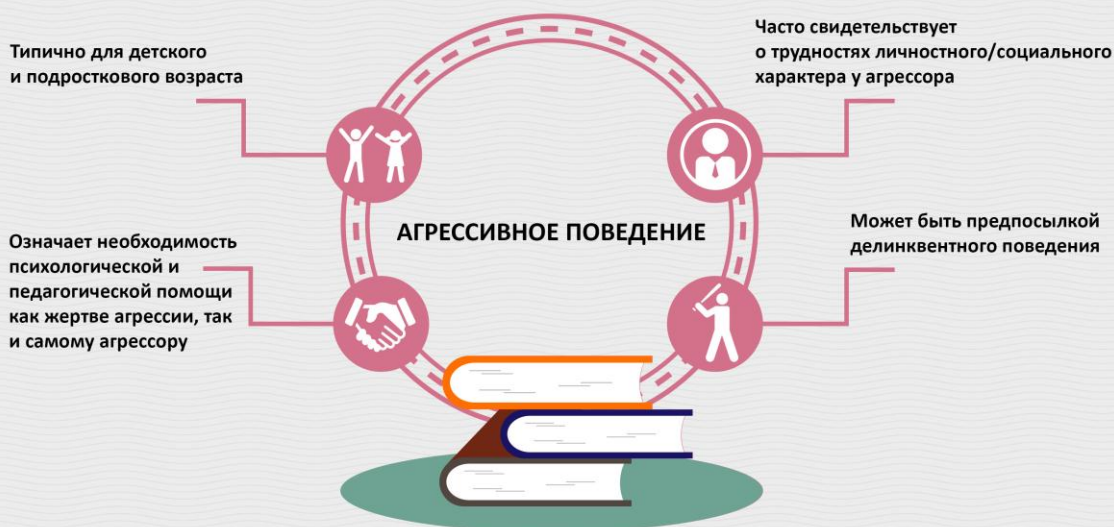 Типично для детского
и подросткового возраста
Часто свидетельствует
о трудностях личностного/социального
характера у агрессора
АГРЕССИВНОЕ ПОВЕДЕНИЕ
Означает необходимость
психологической и
педагогической помощи
как жертве агрессии, так
и самому агрессору
Может быть предпосылкой
делинквентного поведения